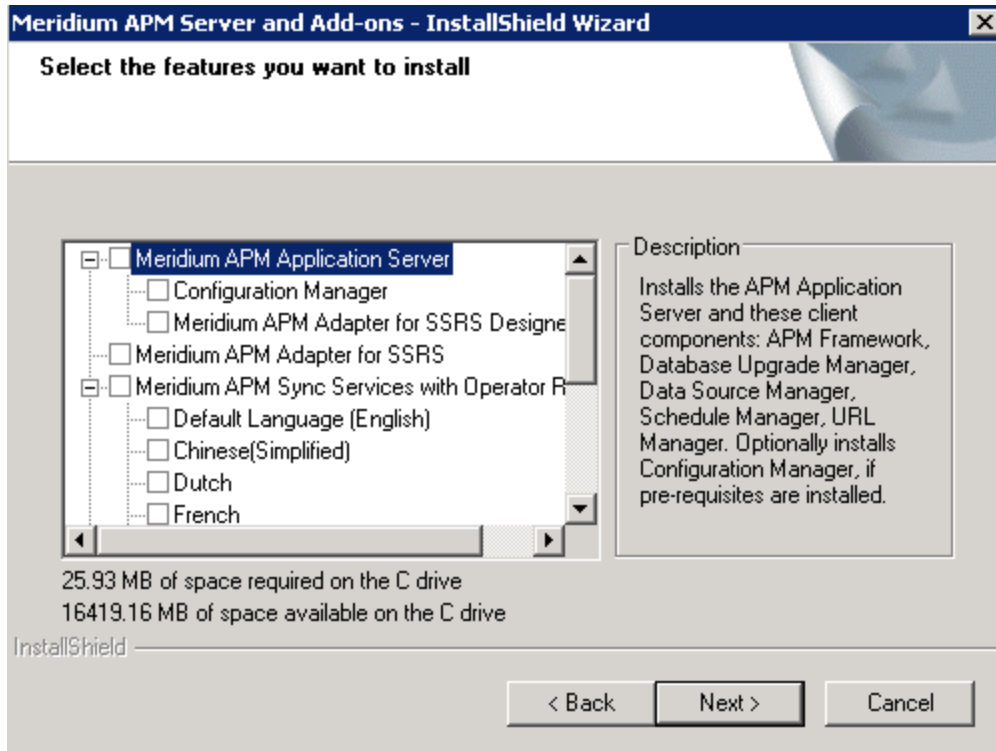 Meridium APM Server and Add-ons - InstallShield Wizard
Select the features you want to install
Meridium APM Application Server
Configuration Manager
Meridium APM Adapter for SSRS Designe
Meridium APM Adapter for SSRS
Meridium APM Sync Services with Operator R
Default Language (English)
Chinese(Simplified)
Dutch
French
Description
Installs the APM Application
Server and these client
components: APM Framework,
Database Upgrade Manager,
Data Source Manager,
Schedule Manager, URL
Manager. Optionally installs
Configuration Manager, if
pre-requisites are installed.
25.93 MB of space required on the C drive
16419.16 MB of space available on the C drive
InstallShield
< Back
Next >
Cancel